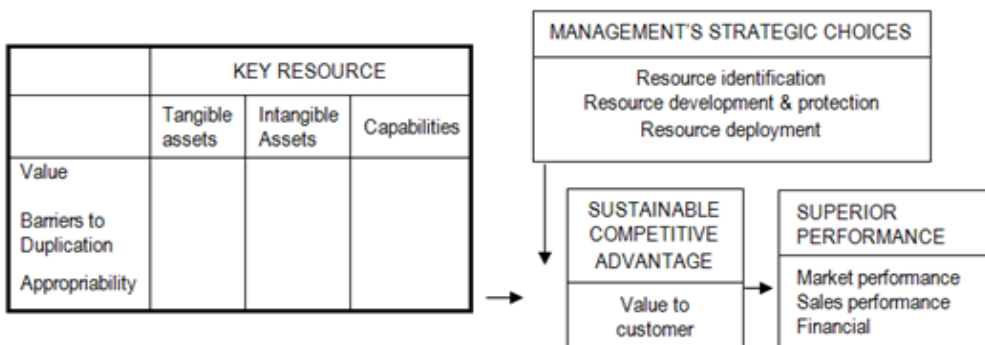 KEY RESOURCE
Tangible
assets
Intangible
Assets
Capabilities
Value
Barriers to
Duplication
Appropriability
MANAGEMENT'S STRATEGIC CHOICES
Resource identification
Resource development & protection
Resource deployment
SUSTAINABLE
COMPETITIVE
ADVANTAGE
Value to
customer
SUPERIOR
PERFORMANCE
Market performance
Sales performance
Financial